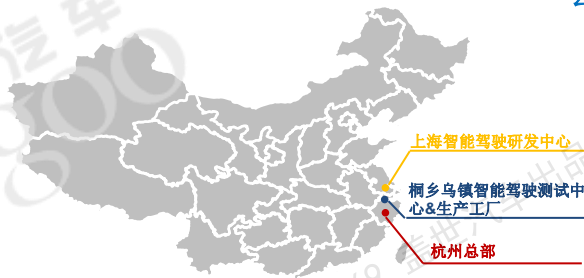 上海智能驾驶研发中心
桐乡乌镇智能驾驶测试中
心&生产工厂
杭州总部